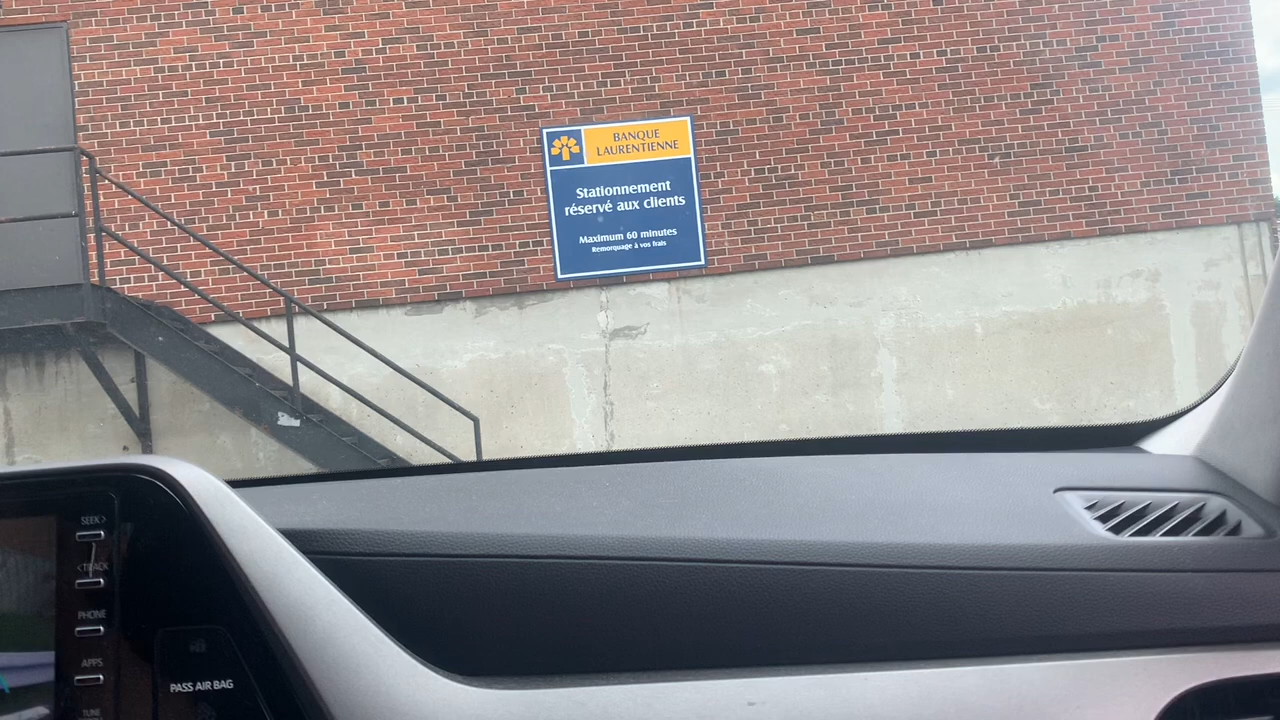 BANQUE
LAURENTIENNE
Stationnement
réservé aux clients
Maximum 60 minutes
Remorquage à vos frais
SEEK>
<TRACK
PHONE
APPS
TUNE
PASS AIR BAG